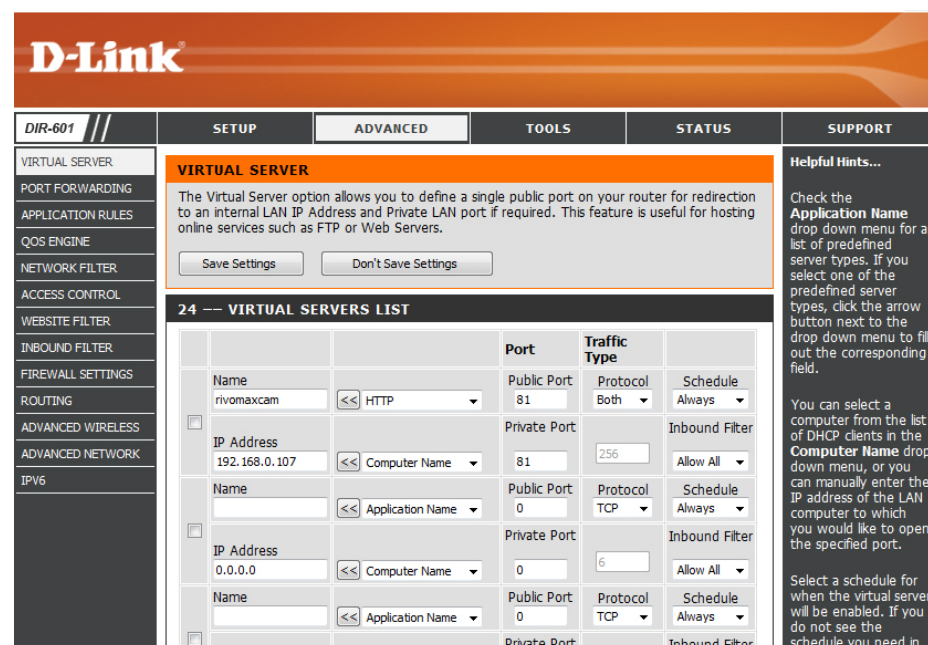 D-Link
DIR-601
SETUP
ADVANCED
TOOLS
STATUS
SUPPORT
VIRTUAL SERVER
PORT FORWARDING
APPLICATION RULES
QOS ENGINE
NETWORK FILTER
ACCESS CONTROL
WEBSITE FILTER
INBOUND FILTER
FIREWALL SETTINGS
ROUTING
ADVANCED WIRELESS
ADVANCED NETWORK
IPV6
VIRTUAL SERVER
The Virtual Server option allows you to define a single public port on your router for redirection
to an internal LAN IP Address and Private LAN port if required. This feature is useful for hosting
online services such as FTP or Web Servers.
Save Settings
Don't Save Settings
24 -- VIRTUAL SERVERS LIST
Port
Traffic
Type
Name
Public Port
Protocol
Schedule
rivomaxcam
<<
HTTP
81
Both
Always
Private Port
Inbound Filter
IP Address
256
192.168.0.107
<<
Computer Name
81
Allow All
Name
Public Port
Protocol
Schedule
<<
Application Name
0
TCP
Always
Private Port
Inbound Filter
IP Address
6
0.0.0.0
<<
Computer Name
0
Allow All
Name
Public Port
Protocol
Schedule
<<
Application Name
0
TCP
Always
Private Port
Inbound Filter
Helpful Hints...
Check the
Application Name
drop down menu for a
list of predefined
server types. If you
select one of the
predefined server
types, click the arrow
button next to the
drop down menu to fill
out the corresponding
field.
You can select a
computer from the list
of DHCP clients in the
Computer Name drop
down menu, or you
can manually enter the
IP address of the LAN
computer to which
you would like to open
the specified port.
Select a schedule for
when the virtual server
will be enabled. If you
do not see the
schedule you need in